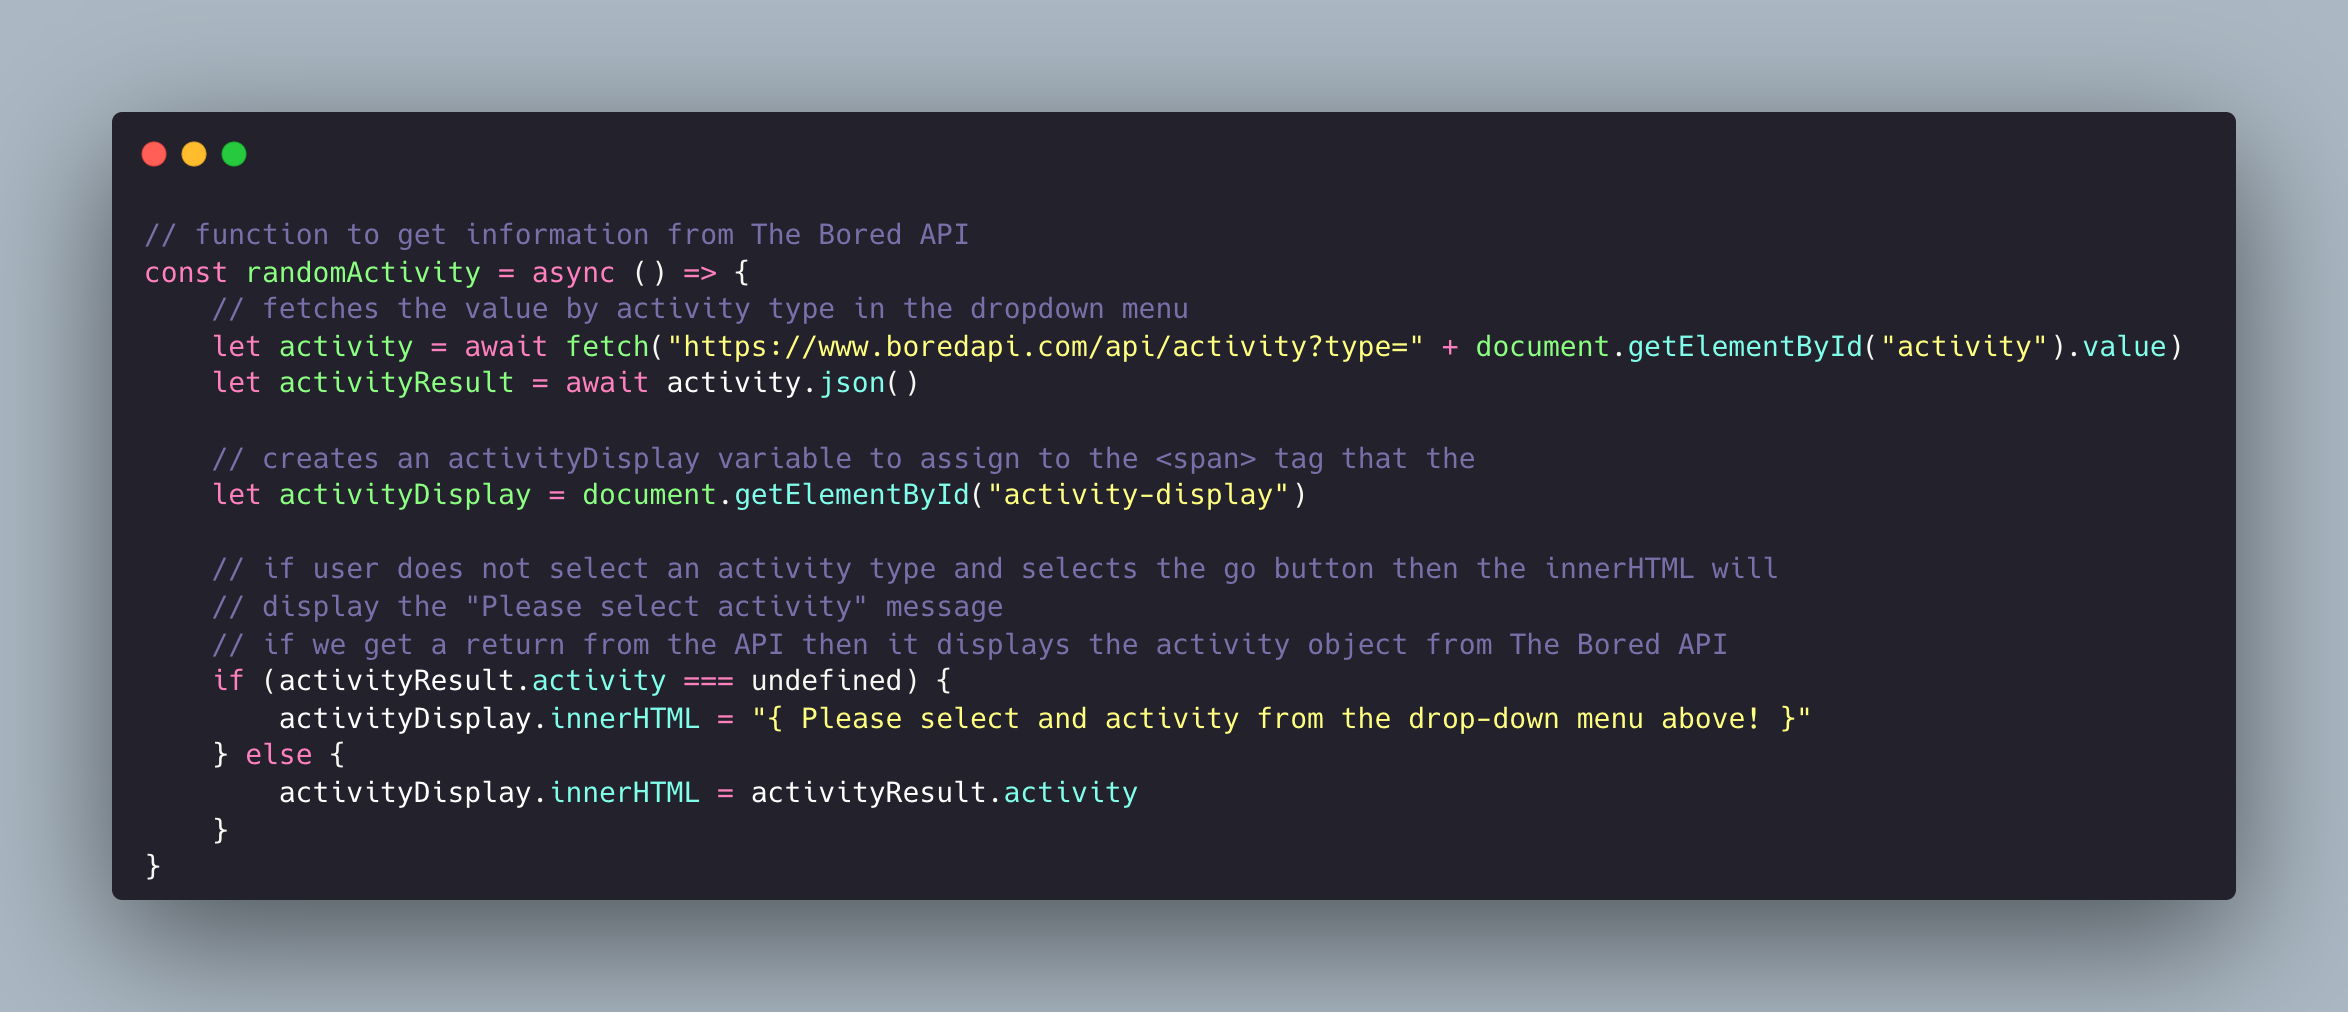 // function to get information from The Bored API
const randomActivity = async () => {
    // fetches the value by activity type in the dropdown menu
    let activity = await fetch("https://www.boredapi.com/api/activity?type=" + document.getElementById("activity").value)
    let activityResult = await activity.json()

    // creates an activityDisplay variable to assign to the <span> tag that the
    let activityDisplay = document.getElementById("activity-display")

    // if user does not select an activity type and selects the go button then the innerHTML will
    // display the "Please select activity" message
    // if we get a return from the API then it displays the activity object from The Bored API
    if (activityResult.activity === undefined) {
        activityDisplay.innerHTML = "{ Please select and activity from the drop-down menu above! }"
    } else {
        activityDisplay.innerHTML = activityResult.activity
    }
}